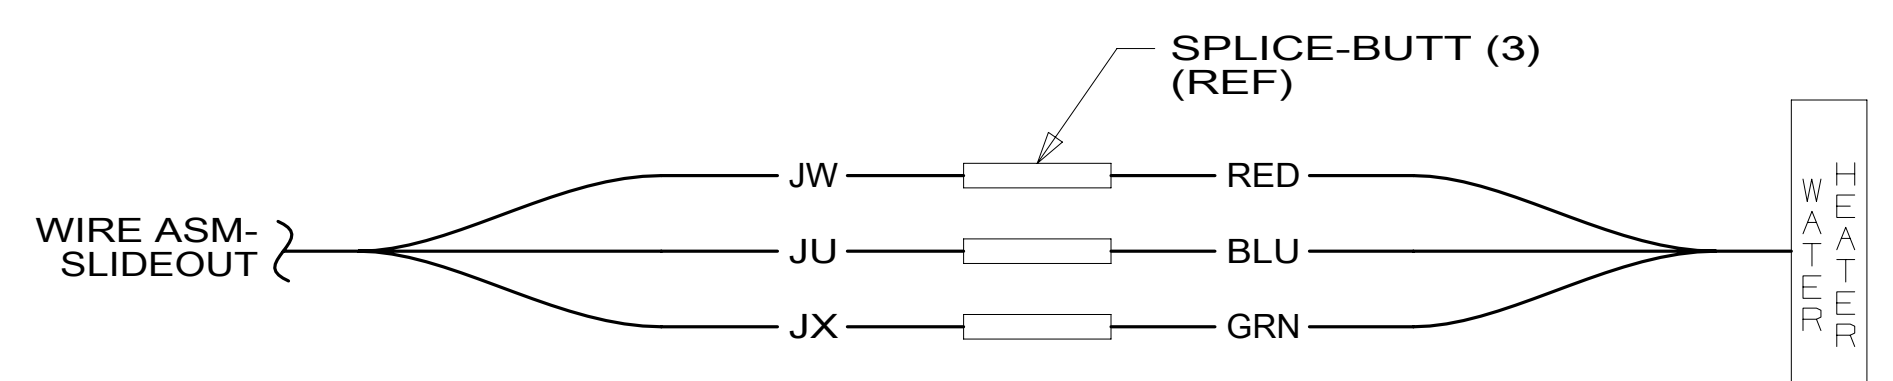 SPLICE-BUTT (3)
(REF)
WIRE ASM-
SLIDEOUT
JW
RED
JU
BLU
JX
GRN
WATER
HEATER